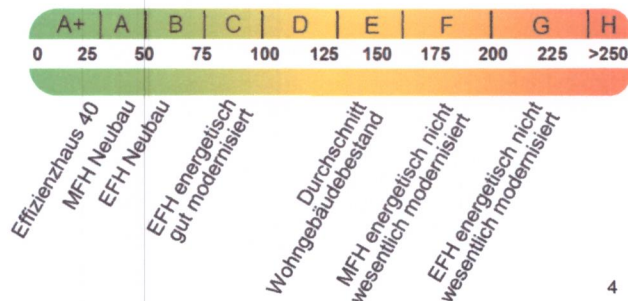 A+ A B C D E F G H
0 25 50 75 100 125 150 175 200 225 >250
Effizienzhaus 40
MFH Neubau
EFH Neubau
EFH energetisch
gut modernisiert
Durchschnitt
Wohngebäudebestand
MFH energetisch nicht
wesentlich modernisiert
EFH energetisch nicht
wesentlich modernisiert
4